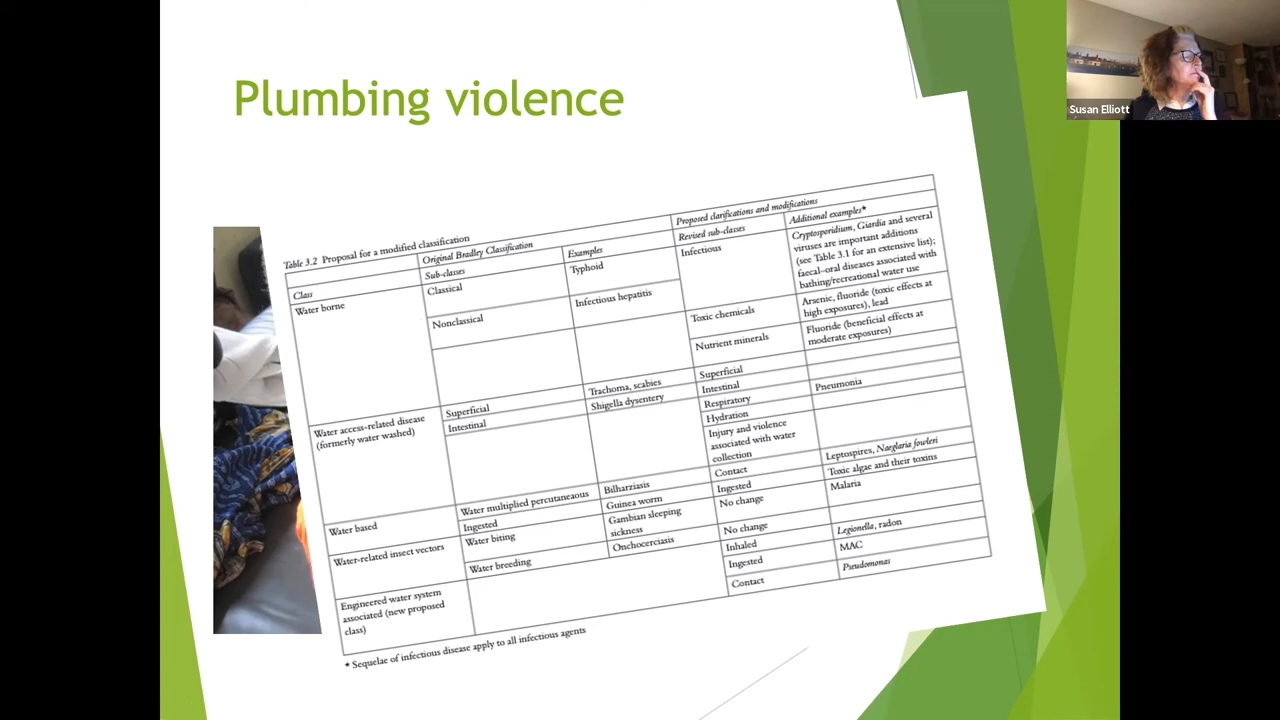 Plumbing violence
Susan Elliott
Table 3.2 Proposal for a modified classification
Original Bradley Classification
Proposed clarifications and modifications
Class
Sub-classes
Examples
Revised sub-classes
Additional examples*
Water borne
Classical
Typhoid
Infectious
Cryptosporidium, Giardia and several
viruses are important additions
(see Table 3.1 for an extensive list);
faecal–oral diseases associated with
bathing/recreational water use
Nonclassical
Infectious hepatitis
Toxic chemicals
Arsenic, fluoride (toxic effects at
high exposures), lead
Nutrient minerals
Fluoride (beneficial effects at
moderate exposures)
Water access-related disease
(formerly water washed)
Superficial
Trachoma, scabies
Superficial
Intestinal
Shigella dysentery
Intestinal
Respiratory
Pneumonia
Hydration
Injury and violence
associated with water
collection
Water based
Water multiplied percutaneaous
Bilharziasis
Contact
Leptospires, Naeglaria fowleri
Ingested
Guinea worm
Ingested
Toxic algae and their toxins
Water-related insect vectors
Water biting
Gambian sleeping
sickness
No change
Malaria
Water breeding
Onchocerciasis
No change
Engineered water system
associated (new proposed
class)
Inhaled
Legionella, radon
Ingested
MAC
Contact
Pseudomonas
* Sequelae of infectious disease apply to all infectious agents